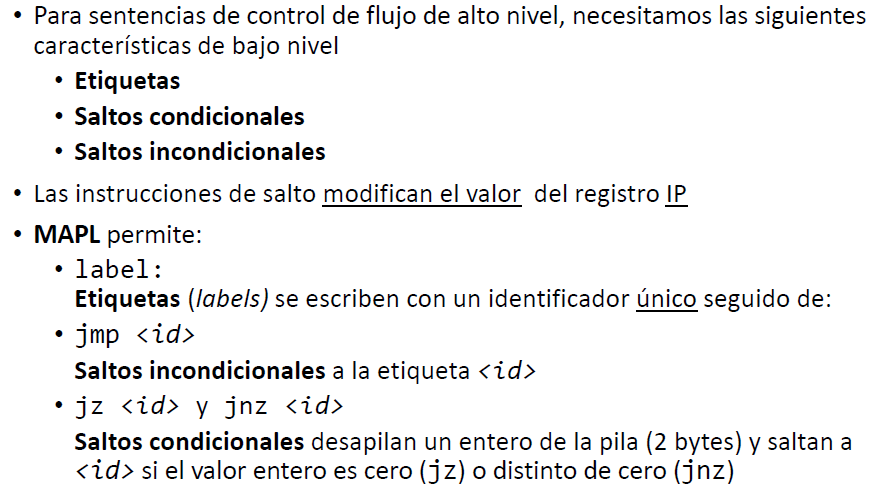 • Para sentencias de control de flujo de alto nivel, necesitamos las siguientes
características de bajo nivel
• Etiquetas
• Saltos condicionales
• Saltos incondicionales
• Las instrucciones de salto modifican el valor del registro IP
• MAPL permite:
• label:
Etiquetas (labels) se escriben con un identificador único seguido de:
• jmp <id>
Saltos incondicionales a la etiqueta <id>
• jz <id> y jnz <id>
Saltos condicionales desapilan un entero de la pila (2 bytes) y saltan a
<id> si el valor entero es cero (jz) o distinto de cero (jnz)